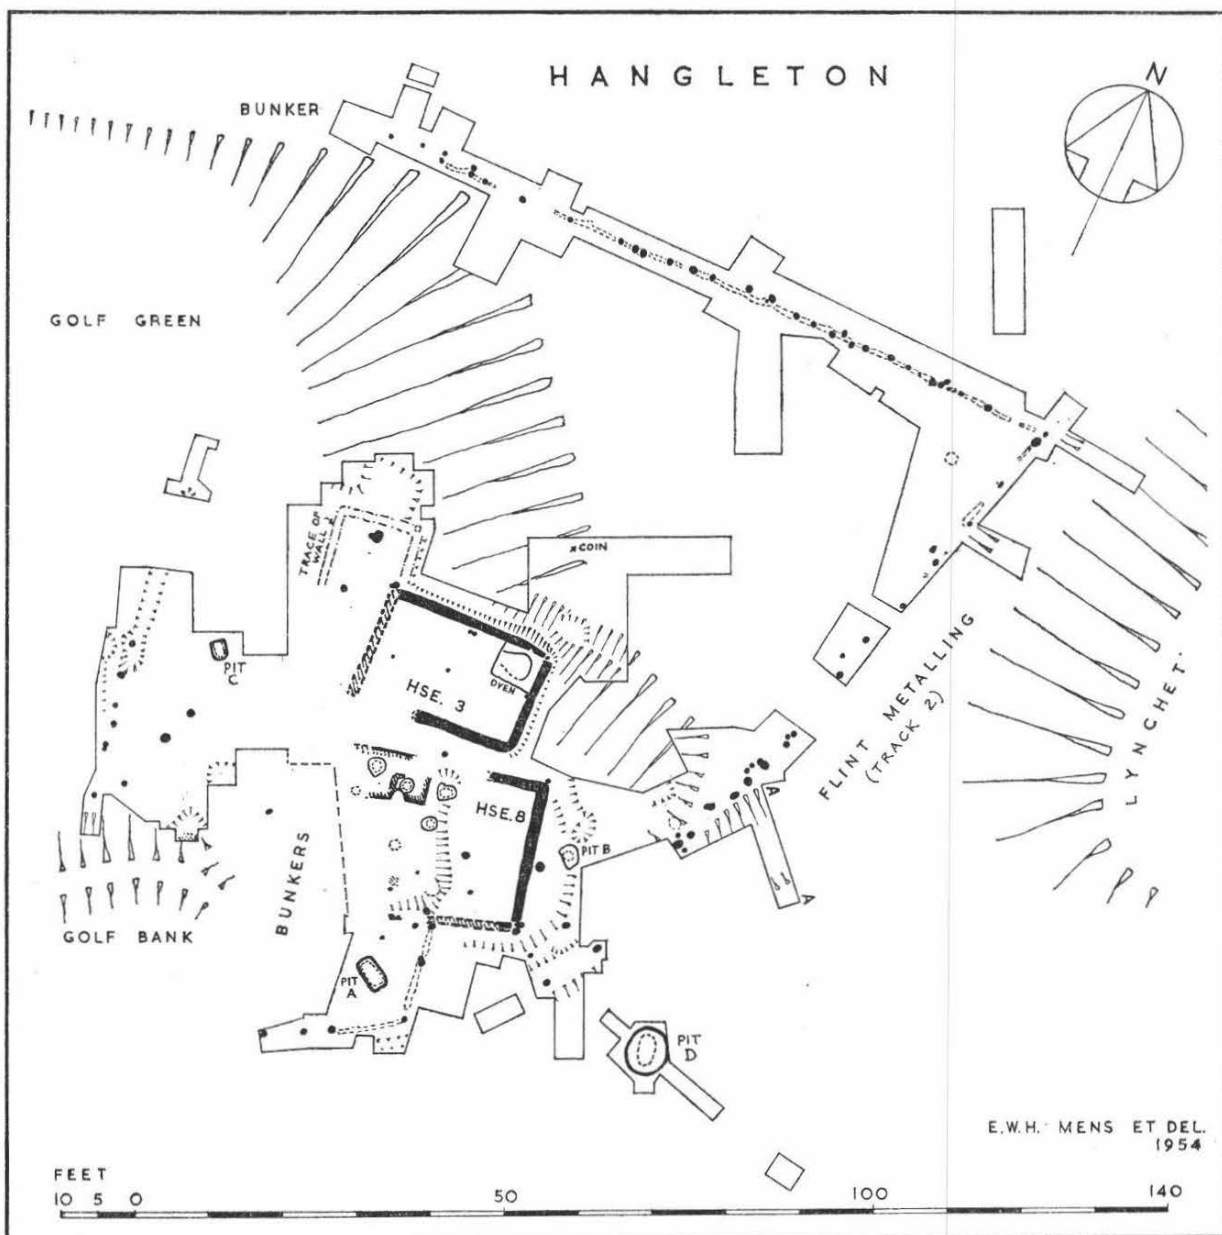 HANGLETON
N
BUNKER
GOLF GREEN
TRACE OF
WALL
COIN
PIT
C
OVEN
HSE. 3
FLINT METALLING
(TRACK 2)
LYNCHET
HSE. 8
PIT B
A
A
BUNKERS
GOLF BANK
PIT
A
PIT
D
E.W.H. MENS ET DEL.
1954
FEET
10 5 0 50 100 140